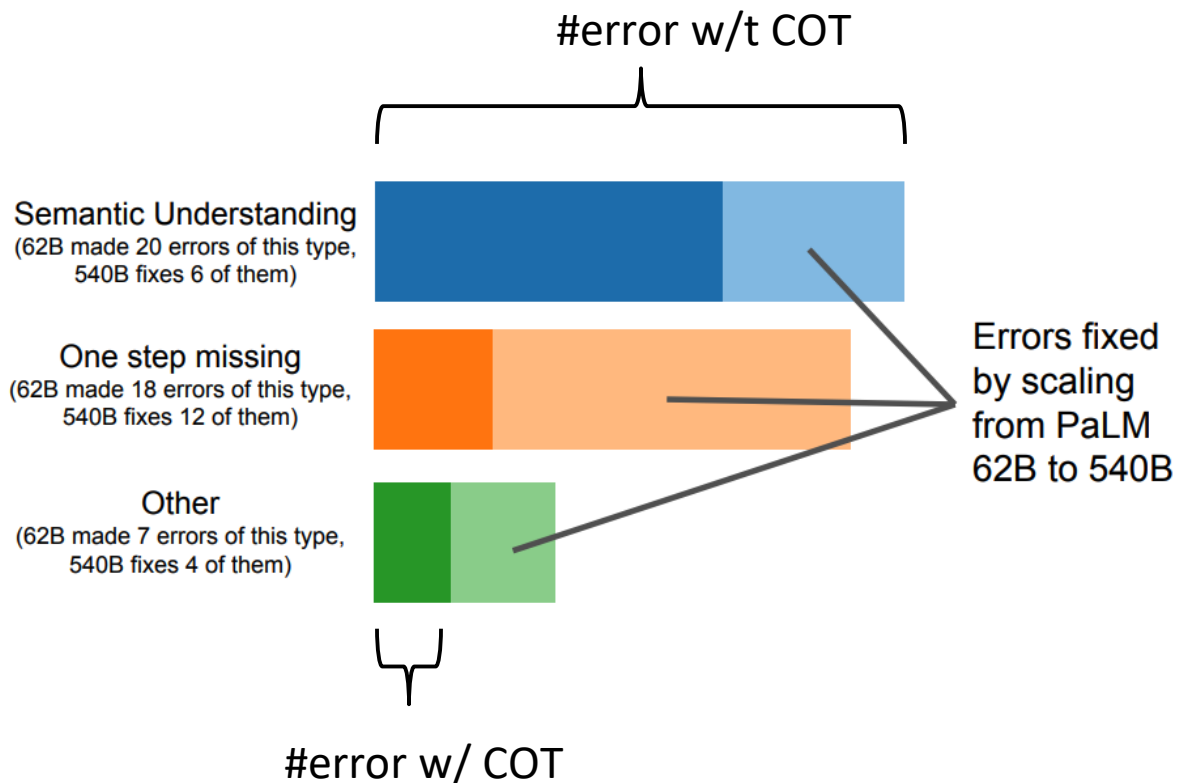 #error w/t COT
Semantic Understanding
(62B made 20 errors of this type,
540B fixes 6 of them)
One step missing
(62B made 18 errors of this type,
540B fixes 12 of them)
Other
(62B made 7 errors of this type,
540B fixes 4 of them)
Errors fixed
by scaling
from PaLM
62B to 540B
#error w/ COT